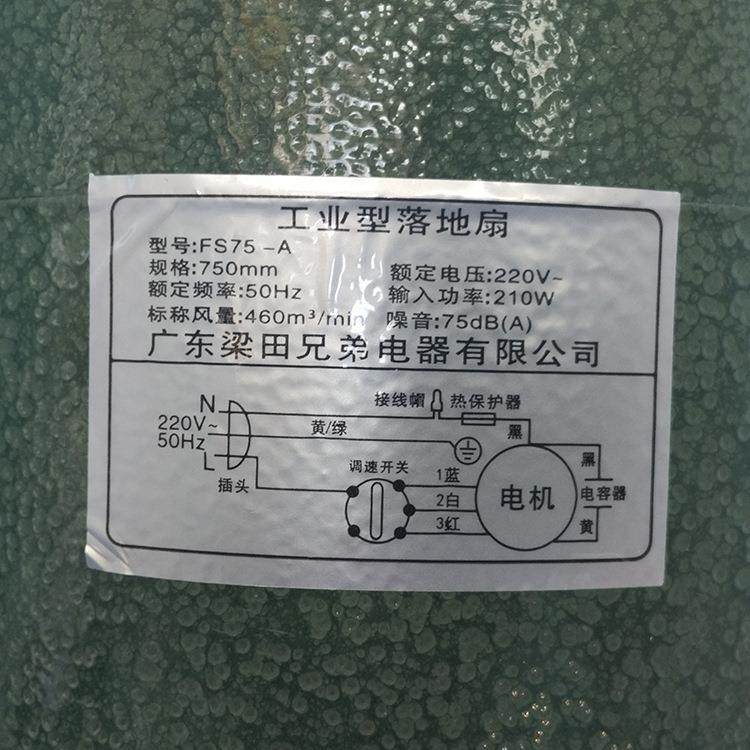 工业型落地扇
型号:FS75-A
规格:750mm 额定电压:220V~
额定频率:50Hz 输入功率:210W
标称风量:460m³/min 噪音:75dB(A)
广东梁田兄弟电器有限公司
N 接线帽 热保护器
220V~ 黄/绿 黑
50Hz 黑
L 调速开关 1蓝
插头 2白 电机 电容器
3红 黄